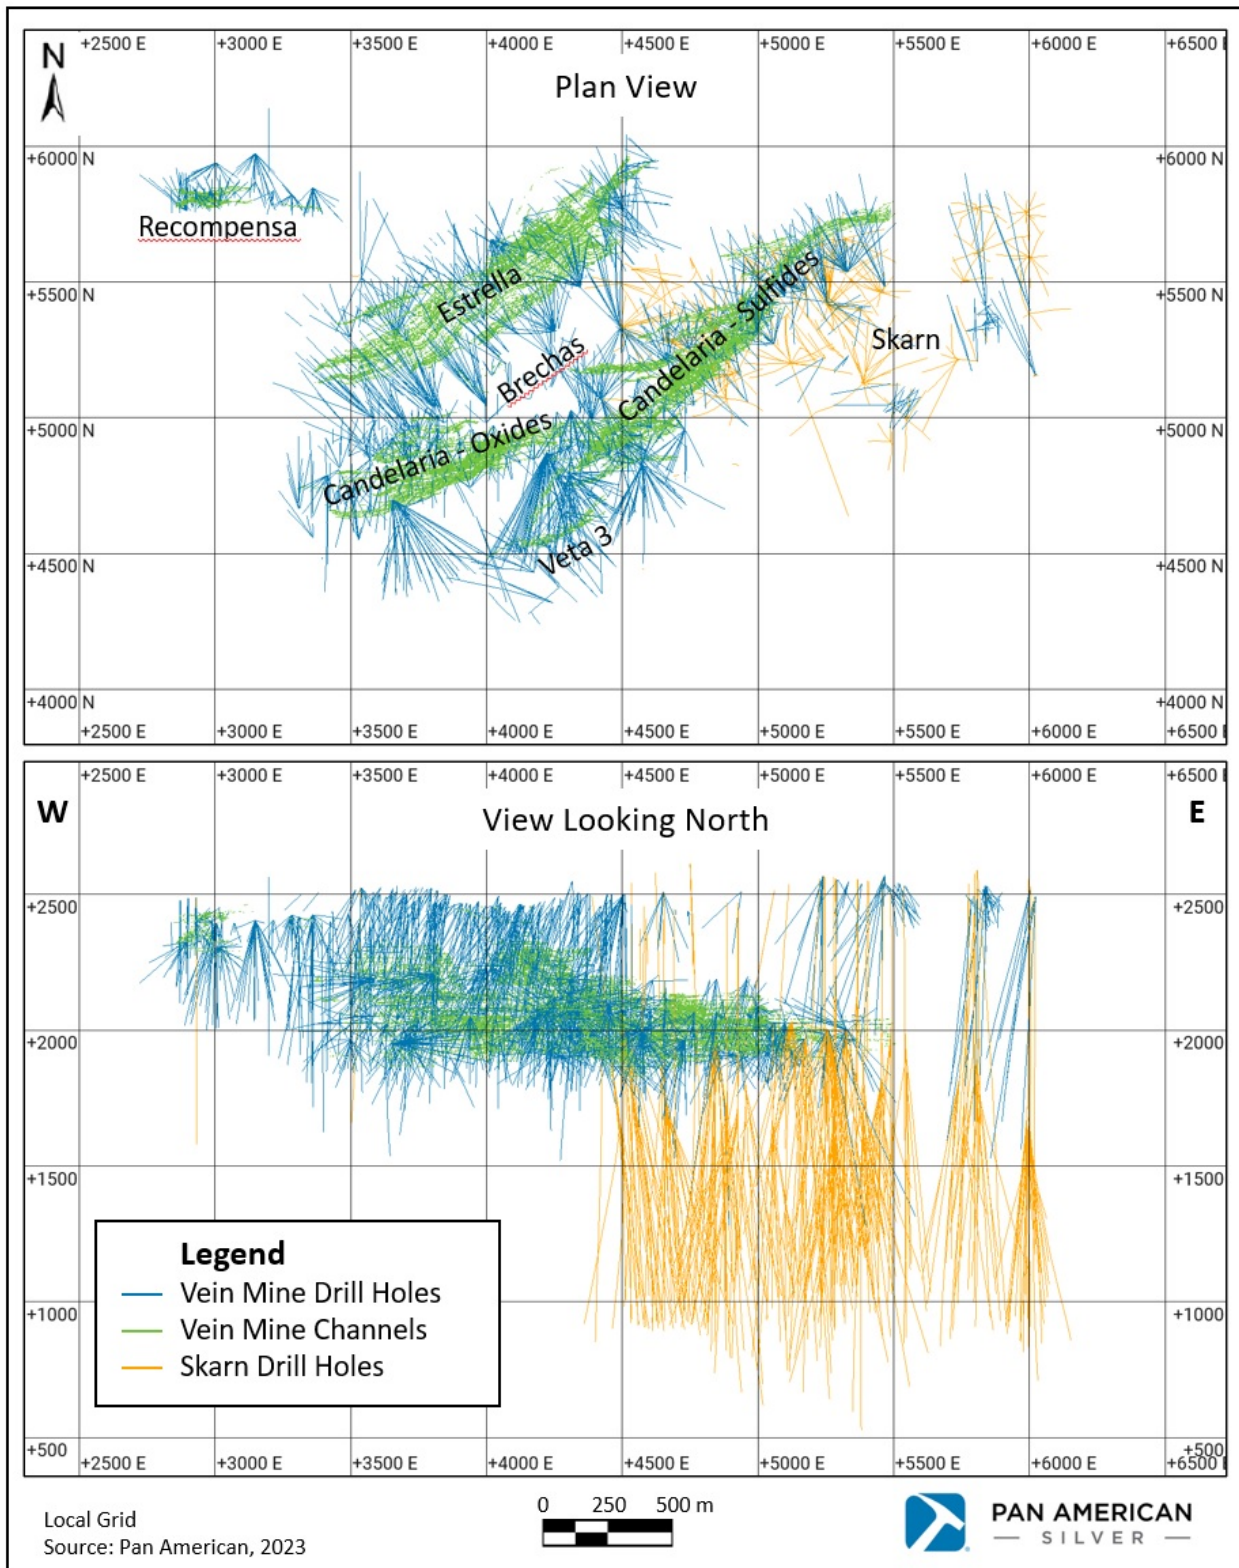 +2500 E +3000 E +3500 E +4000 E +4500 E +5000 E +5500 E +6000 E +6500 E
N
Plan View
+6000 N +6000 N
Recompensa
+5500 N +5500 N
Estrella
Candelaria - Sulfides
Skarn
Brechas
+5000 N +5000 N
Candelaria - Oxides
Veta 3
+4500 N +4500 N
+4000 N +4000 N
+2500 E +3000 E +3500 E +4000 E +4500 E +5000 E +5500 E +6000 E +6500 E
+2500 E +3000 E +3500 E +4000 E +4500 E +5000 E +5500 E +6000 E +6500 E
W E
View Looking North
+2500 +2500
+2000 +2000
+1500 +1500
Legend
Vein Mine Drill Holes
Vein Mine Channels
Skarn Drill Holes
+1000 +1000
+500 +500
+2500 E +3000 E +3500 E +4000 E +4500 E +5000 E +5500 E +6000 E +6500 E
0 250 500 m
Local Grid
Source: Pan American, 2023
PAN AMERICAN
SILVER